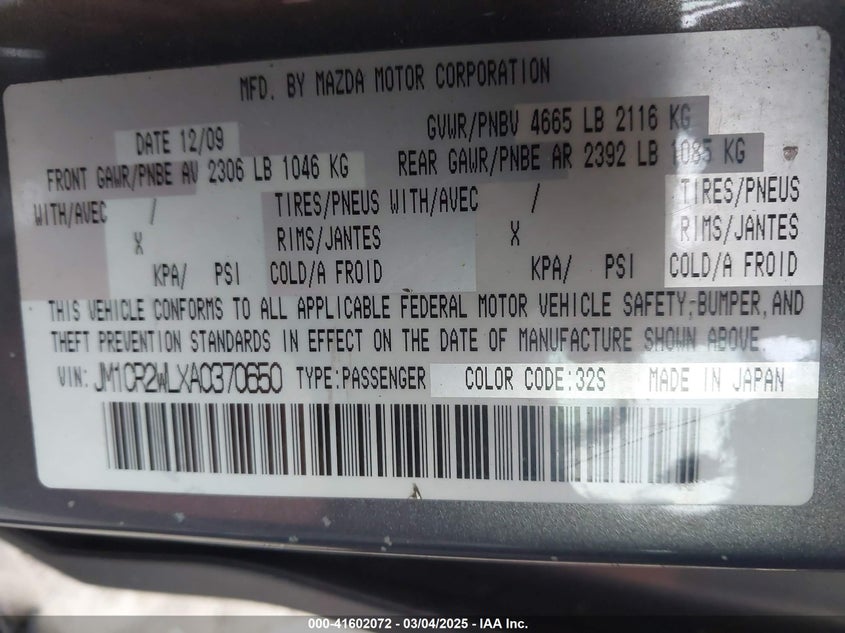 MFD. BY MAZDA MOTOR CORPORATION
DATE 12/09 GVWR/PNBV 4665 LB 2116 KG
FRONT GAWR/PNBE AV 2306 LB 1046 KG REAR GAWR/PNBE AR 2392 LB 1085 KG
WITH/AVEC / TIRES/PNEUS WITH/AVEC / TIRES/PNEUS
X RIMS/JANTES X RIMS/JANTES
KPA/ PSI COLD/A FROID KPA/ PSI COLD/A FROID
THIS VEHICLE CONFORMS TO ALL APPLICABLE FEDERAL MOTOR VEHICLE SAFETY,BUMPER,AND
THEFT PREVENTION STANDARDS IN EFFECT ON THE DATE OF MANUFACTURE SHOWN ABOVE.
VIN: JM1CR2WLXA0370650 TYPE:PASSENGER COLOR CODE:32S MADE IN JAPAN
000-41602072 - 03/04/2025 - IAA Inc.